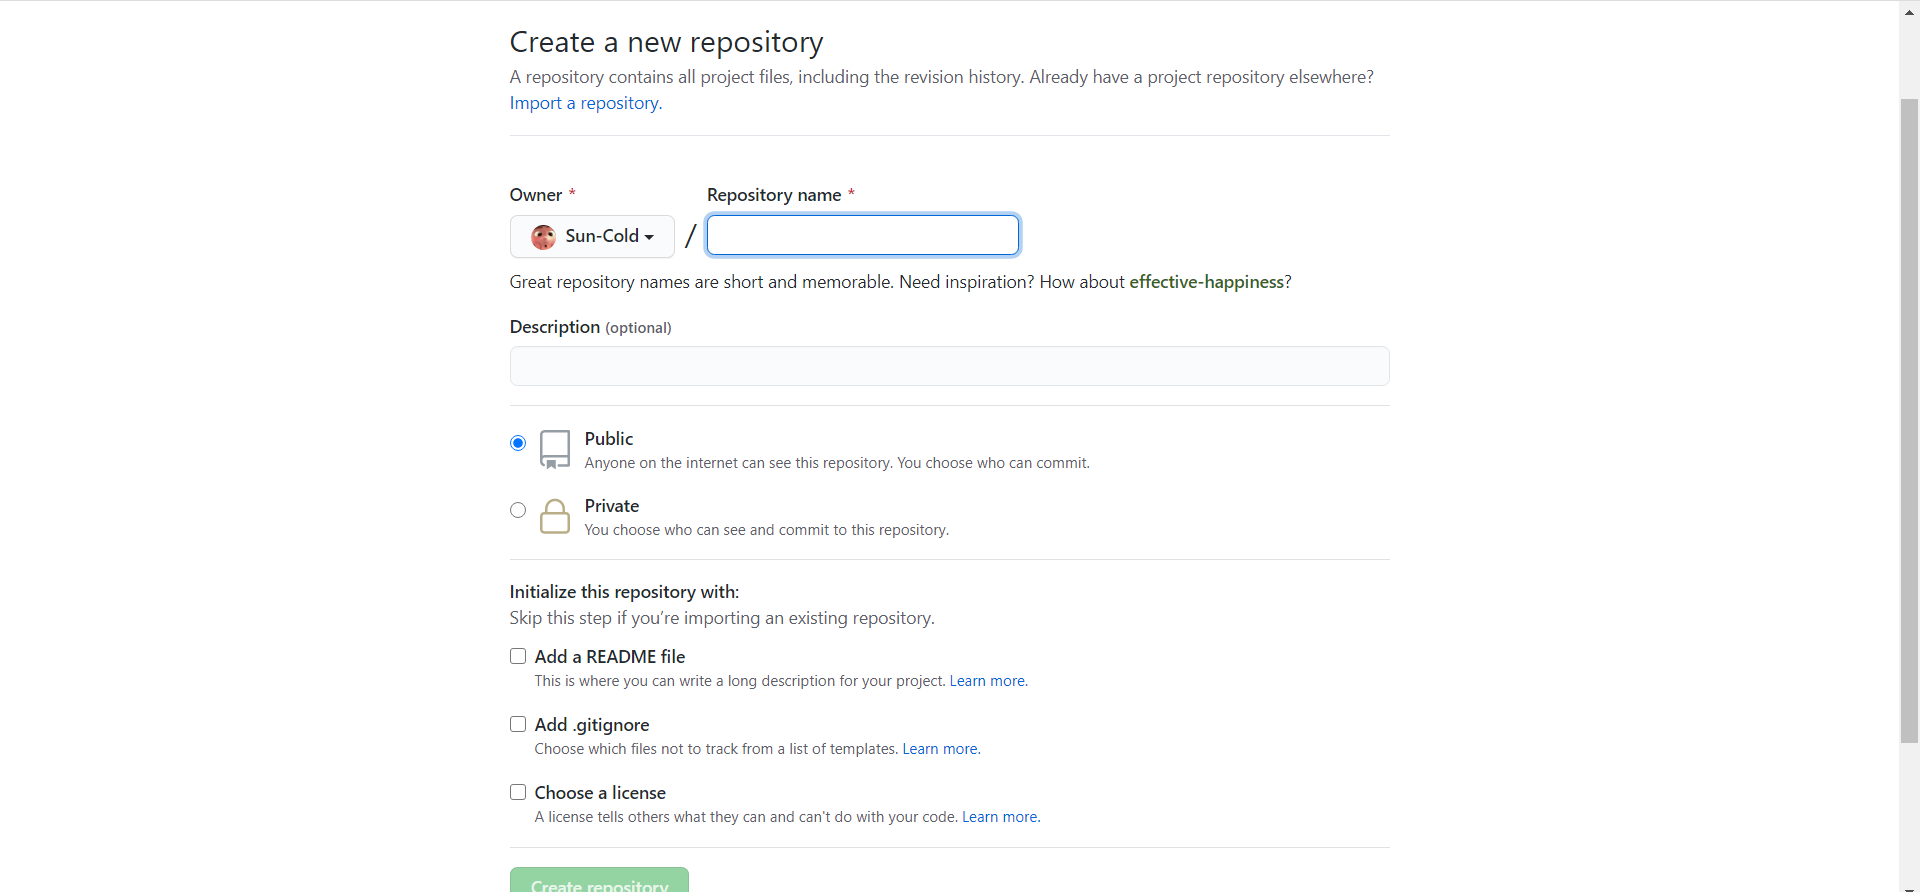 Create a new repository
A repository contains all project files, including the revision history. Already have a project repository elsewhere?
Import a repository.
Owner * Repository name *
Sun-Cold /
Great repository names are short and memorable. Need inspiration? How about effective-happiness?
Description (optional)
Public
Anyone on the internet can see this repository. You choose who can commit.
Private
You choose who can see and commit to this repository.
Initialize this repository with:
Skip this step if you’re importing an existing repository.
Add a README file
This is where you can write a long description for your project. Learn more.
Add .gitignore
Choose which files not to track from a list of templates. Learn more.
Choose a license
A license tells others what they can and can't do with your code. Learn more.
Create repository